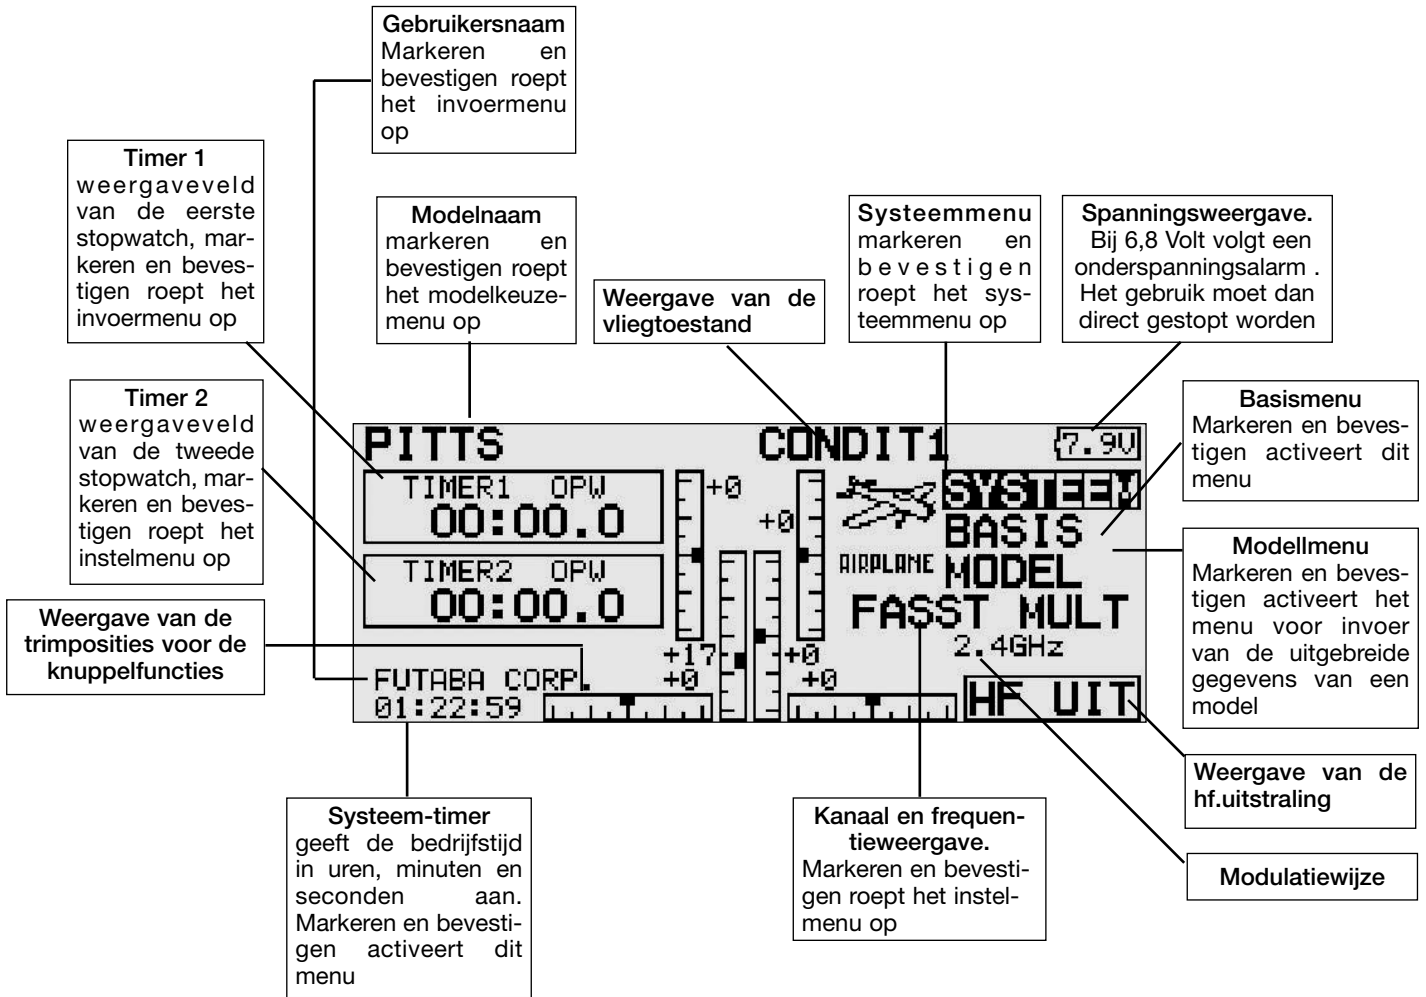 Gebruikersnaam
Markeren en
bevestigen roept
het invoermenu
op
Timer 1
weergaveveld
van de eerste
stopwatch, mar-
keren en beves-
tigen roept het
invoermenu op
Modelnaam
markeren en
bevestigen roept
het modelkeuze-
menu op
Weergave van de
vliegtoestand
Systeemmenu
markeren en
bevestigen
roept het sys-
teemmenu op
Spanningsweergave.
Bij 6,8 Volt volgt een
onderspanningsalarm .
Het gebruik moet dan
direct gestopt worden
Timer 2
weergaveveld
van de tweede
stopwatch, mar-
keren en beves-
tigen roept het
instelmenu op
Weergave van de
trimposities voor de
knuppelfuncties
Basismenu
Markeren en beves-
tigen activeert dit
menu
Modellmenu
Markeren en beves-
tigen activeert het
menu voor invoer
van de uitgebreide
gegevens van een
model
PITTS
CONDIT1
7.9V
TIMER1 OPW
00:00.0
TIMER2 OPW
00:00.0
+0
+0
+17
+0
+0
+0
AIRPLANE
SYSTEEM
BASIS
MODEL
FASST MULT
2.4GHz
FUTABA CORP.
01:22:59
HF UIT
Systeem-timer
geeft de bedrijfstijd
in uren, minuten en
seconden aan.
Markeren en bevesti-
gen activeert dit
menu
Kanaal en frequen-
tieweergave.
Markeren en bevesti-
gen roept het instel-
menu op
Weergave van de
hf.uitstraling
Modulatiewijze